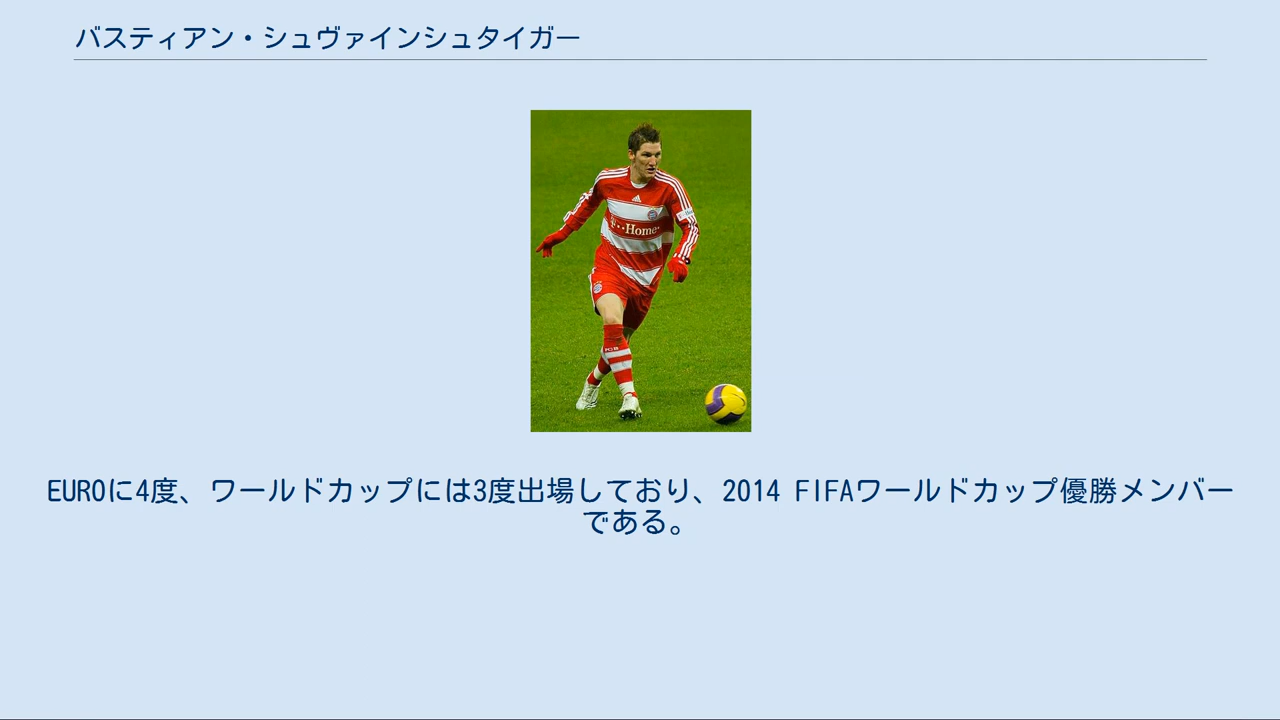 バスティアン・シュヴァインシュタイガー
T··Home·
EUROに4度、ワールドカップには3度出場しており、2014 FIFAワールドカップ優勝メンバー
である。